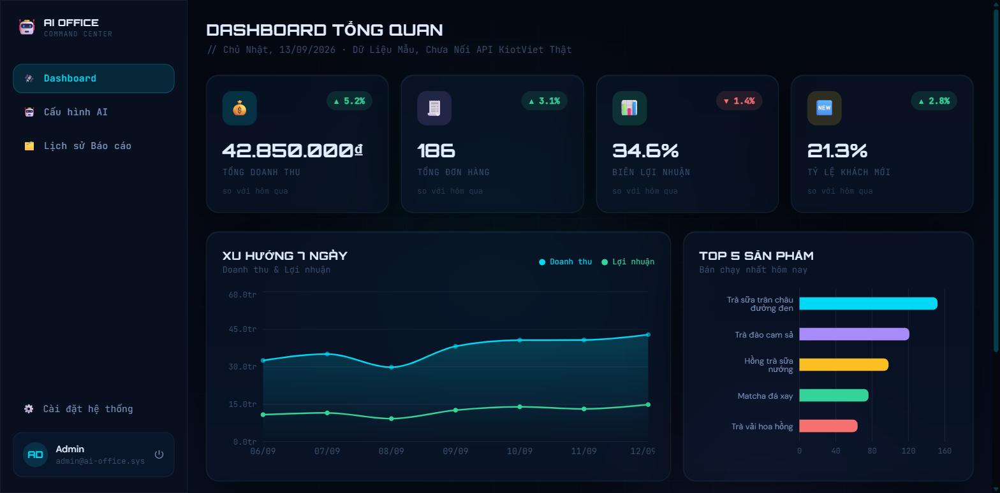 AI OFFICE
COMMAND CENTER
Dashboard
Cấu hình AI
Lịch sử Báo cáo
Cài đặt hệ thống
AD
Admin
admin@ai-office.sys
DASHBOARD TỔNG QUAN
// Chủ Nhật, 13/09/2026 · Dữ Liệu Mẫu, Chưa Nối API KiotViet Thật
▲ 5.2%
42.850.000₫
TỔNG DOANH THU
so với hôm qua
▲ 3.1%
186
TỔNG ĐƠN HÀNG
so với hôm qua
▼ 1.4%
34.6%
BIÊN LỢI NHUẬN
so với hôm qua
NEW
▲ 2.8%
21.3%
TỶ LỆ KHÁCH MỚI
so với hôm qua
XU HƯỚNG 7 NGÀY
Doanh thu & Lợi nhuận
Doanh thu
Lợi nhuận
60.0tr
45.0tr
30.0tr
15.0tr
0.0tr
06/09 07/09 08/09 09/09 10/09 11/09 12/09
TOP 5 SẢN PHẨM
Bán chạy nhất hôm nay
Trà sữa trân châu
đường đen
Trà đào cam sả
Hồng trà sữa
nướng
Matcha đá xay
Trà vải hoa hồng
0 40 80 120 160